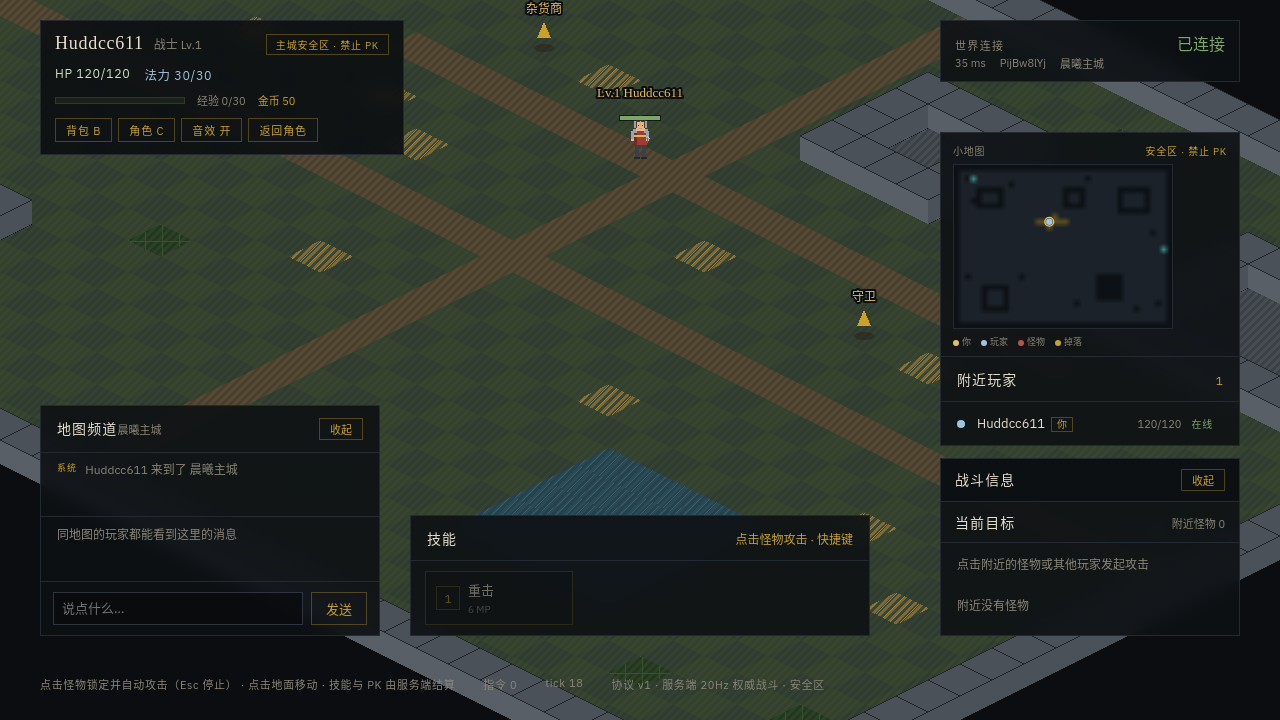 杂货商
Huddcc611 战士 Lv.1 主城安全区 · 禁止 PK
HP 120/120 法力 30/30
经验 0/30 金币 50
背包 B 角色 C 音效 开 返回角色
Lv.1 Huddcc611
世界连接 已连接
35 ms PijBw8lYj 晨曦主城
小地图 安全区 · 禁止 PK
你 玩家 怪物 掉落
附近玩家 1
Huddcc611 你 120/120 在线
守卫
地图频道 晨曦主城 收起
系统 Huddcc611 来到了 晨曦主城
同地图的玩家都能看到这里的消息
说点什么... 发送
技能 点击怪物攻击 · 快捷键
1 重击
6 MP
战斗信息 收起
当前目标 附近怪物 0
点击附近的怪物或其他玩家发起攻击
附近没有怪物
点击怪物锁定并自动攻击（Esc 停止） · 点击地面移动 · 技能与 PK 由服务端结算 指令 0 tick 18 协议 v1 · 服务端 20Hz 权威战斗 · 安全区